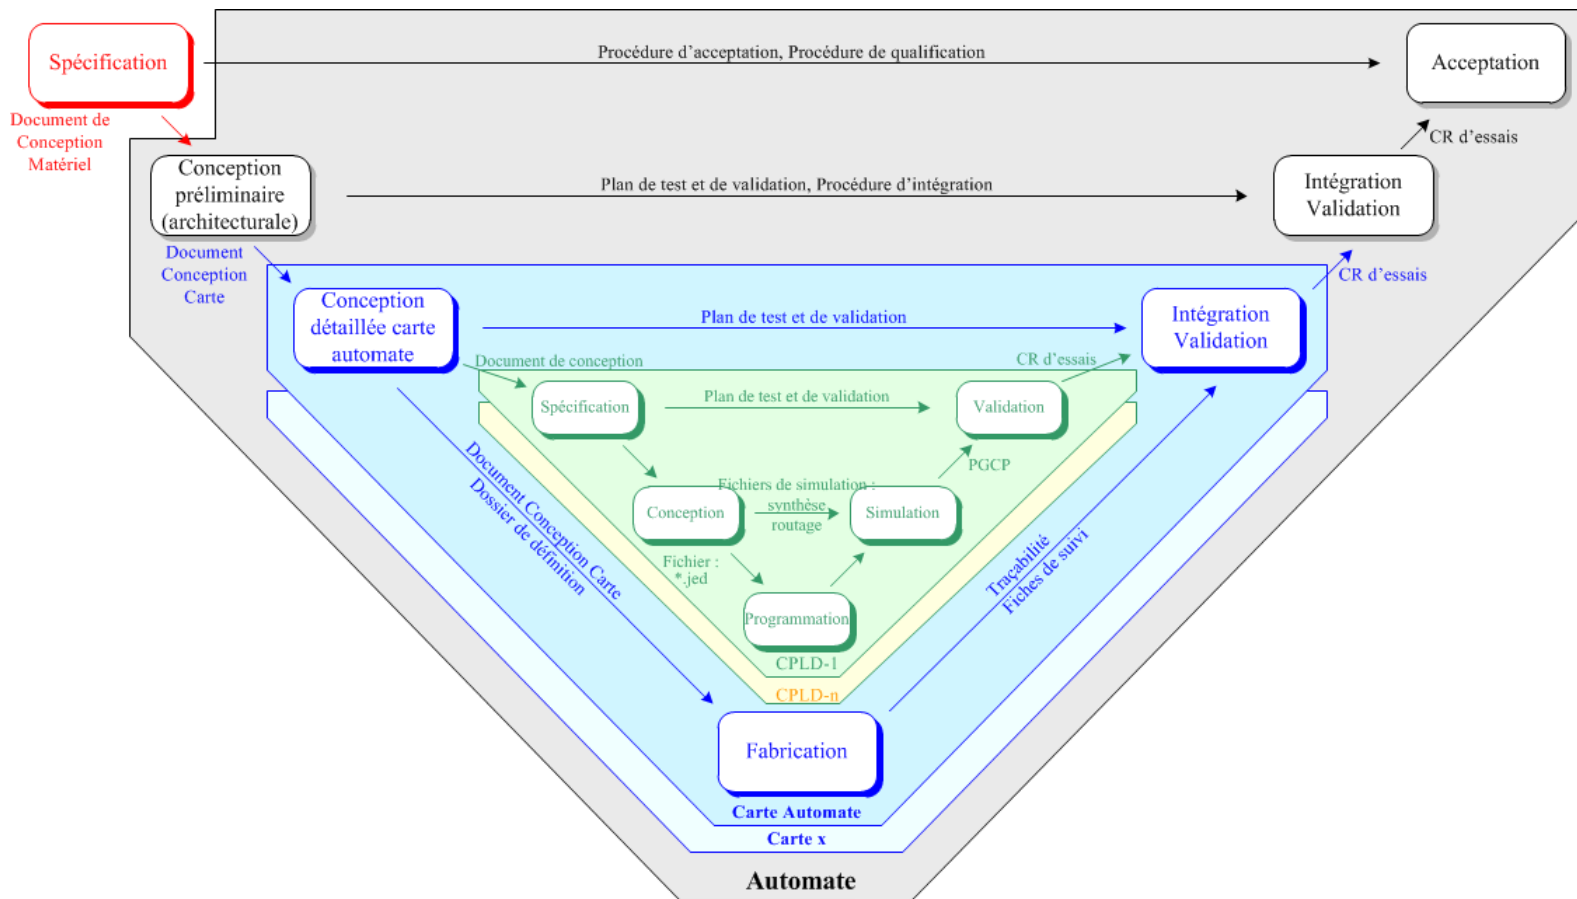 Spécification
Procédure d'acceptation, Procédure de qualification
Acceptation
Document de
Conception
Matériel
CR d'essais
Conception
préliminaire
(architecturale)
Plan de test et de validation, Procédure d'intégration
Intégration
Validation
Document
Conception
Carte
CR d'essais
Conception
détaillée carte
automate
Plan de test et de validation
Intégration
Validation
Document de conception
CR d'essais
Spécification
Plan de test et de validation
Validation
PGCP
Conception
Fichiers de simulation :
synthèse
routage
Simulation
Fichier :
*.jed
Programmation
CPLD-1
CPLD-n
Document Conception Carte
Dossier de définition
Traçabilité
Fiches de suivi
Fabrication
Carte Automate
Carte x
Automate